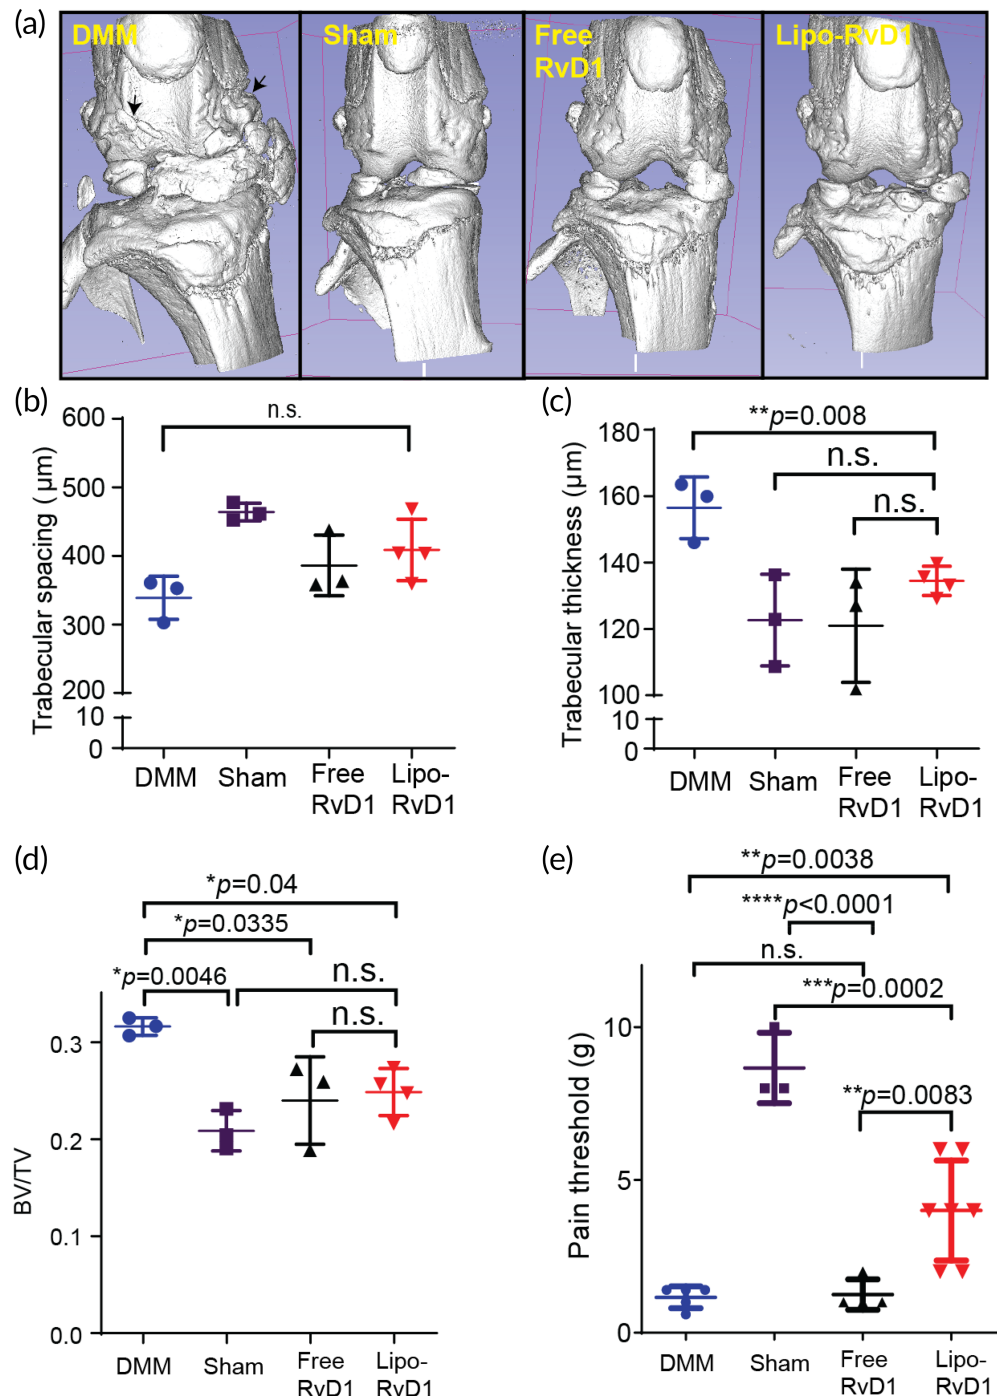 (a)
DMM
Sham
Free
RvD1
Lipo-RvD1
(b)
n.s.
Trabecular spacing ( µm)
600
500
400
300
200
10
0
DMM
Sham
Free
RvD1
Lipo-
RvD1
(c)
**p=0.008
n.s.
n.s.
Trabecular thickness (µm)
180
160
140
120
100
10
0
DMM
Sham
Free
RvD1
Lipo-
RvD1
(d)
*p=0.04
*p=0.0335
*p=0.0046
n.s.
n.s.
BV/TV
0.3
0.2
0.1
0.0
DMM
Sham
Free
RvD1
Lipo-
RvD1
(e)
**p=0.0038
****p<0.0001
n.s.
***p=0.0002
**p=0.0083
Pain threshold (g)
10
5
0
DMM
Sham
Free
RvD1
Lipo-
RvD1